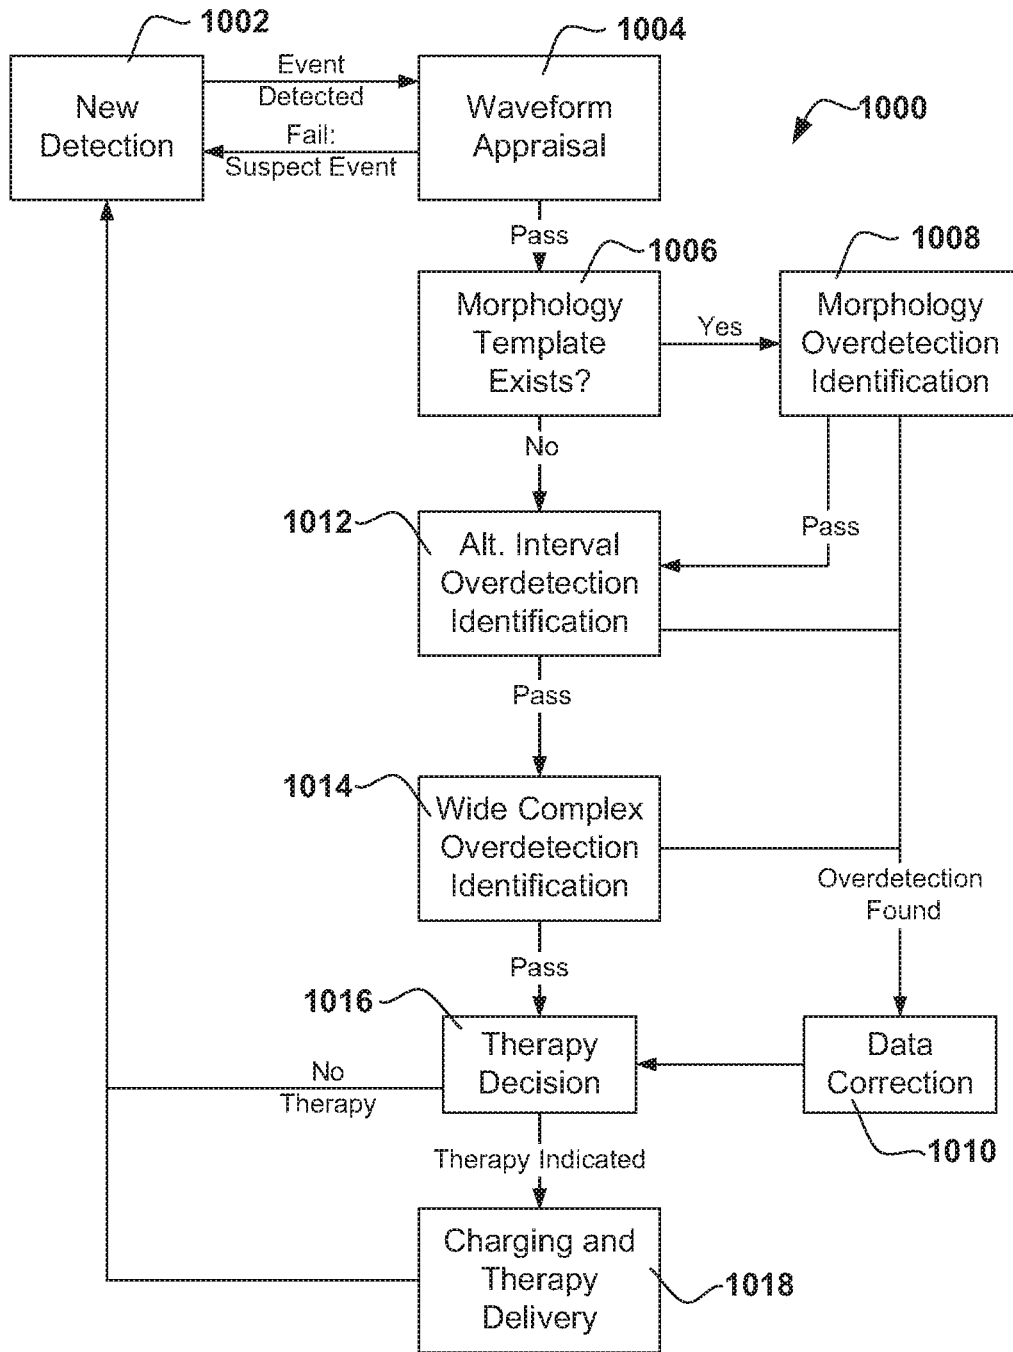 1002
1004
New
Detection
Event
Detected
Fail:
Suspect Event
Waveform
Appraisal
1000
Pass
1006
1008
Morphology
Template
Exists?
Yes
Morphology
Overdetection
Identification
No
Pass
1012
Alt. Interval
Overdetection
Identification
Pass
1014
Wide Complex
Overdetection
Identification
Overdetection
Found
Pass
1016
Therapy
Decision
Data
Correction
1010
No
Therapy
Therapy Indicated
Charging and
Therapy
Delivery
1018